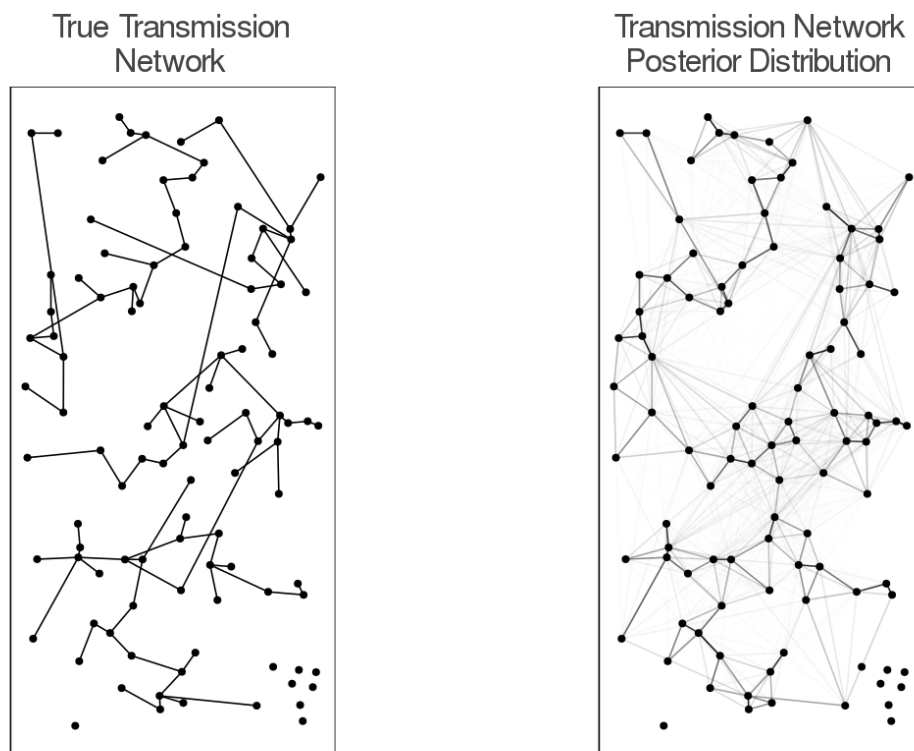 True Transmission
Network
Transmission Network
Posterior Distribution